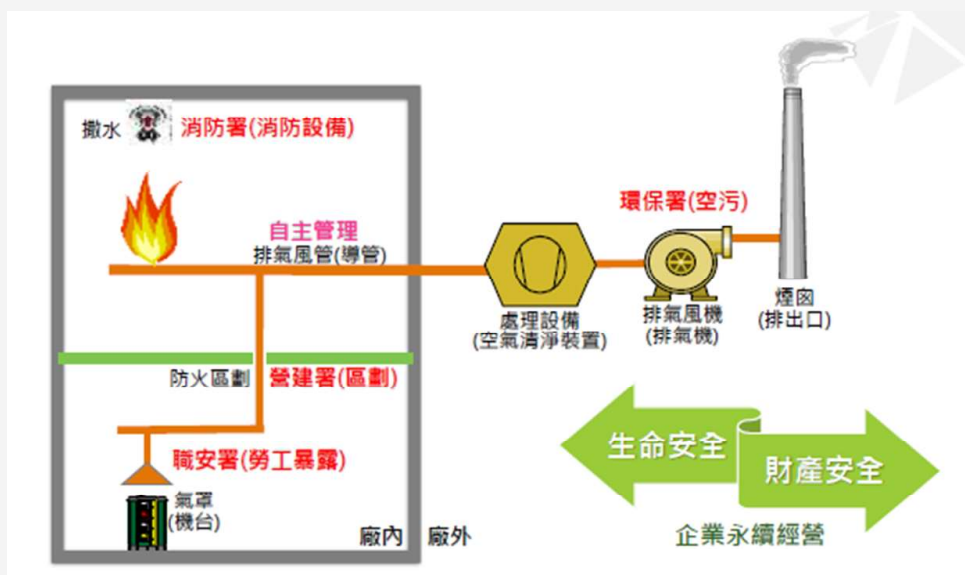 撒水
消防署(消防設備)
自主管理
排氣風管(導管)
環保署(空污)
處理設備
(空氣清淨裝置)
排氣風機
(排氣機)
煙囪
(排出口)
防火區劃
營建署(區劃)
職安署(勞工暴露)
氣罩
(機台)
廠內
廠外
生命安全
財產安全
企業永續經營